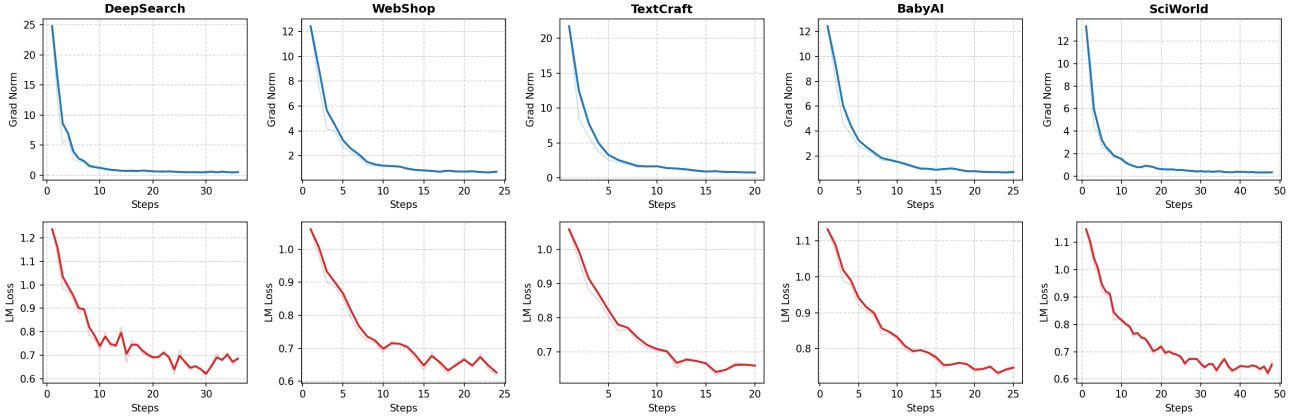 DeepSearch
WebShop
TextCraft
BabyAI
SciWorld
Grad Norm
25
20
15
10
5
0
0 10 20 30
Steps
Grad Norm
12
10
8
6
4
2
5 10 15 20 25
Steps
Grad Norm
20
15
10
5
0
5 10 15 20
Steps
Grad Norm
12
10
8
6
4
2
0 5 10 15 20 25
Steps
Grad Norm
12
10
8
6
4
2
0
0 10 20 30 40 50
Steps
LM Loss
1.2
1.1
1.0
0.9
0.8
0.7
0.6
0 10 20 30
Steps
LM Loss
1.0
0.9
0.8
0.7
0.6
5 10 15 20 25
Steps
LM Loss
1.0
0.9
0.8
0.7
5 10 15 20
Steps
LM Loss
1.1
1.0
0.9
0.8
0 5 10 15 20 25
Steps
LM Loss
1.1
1.0
0.9
0.8
0.7
0.6
0 10 20 30 40 50
Steps